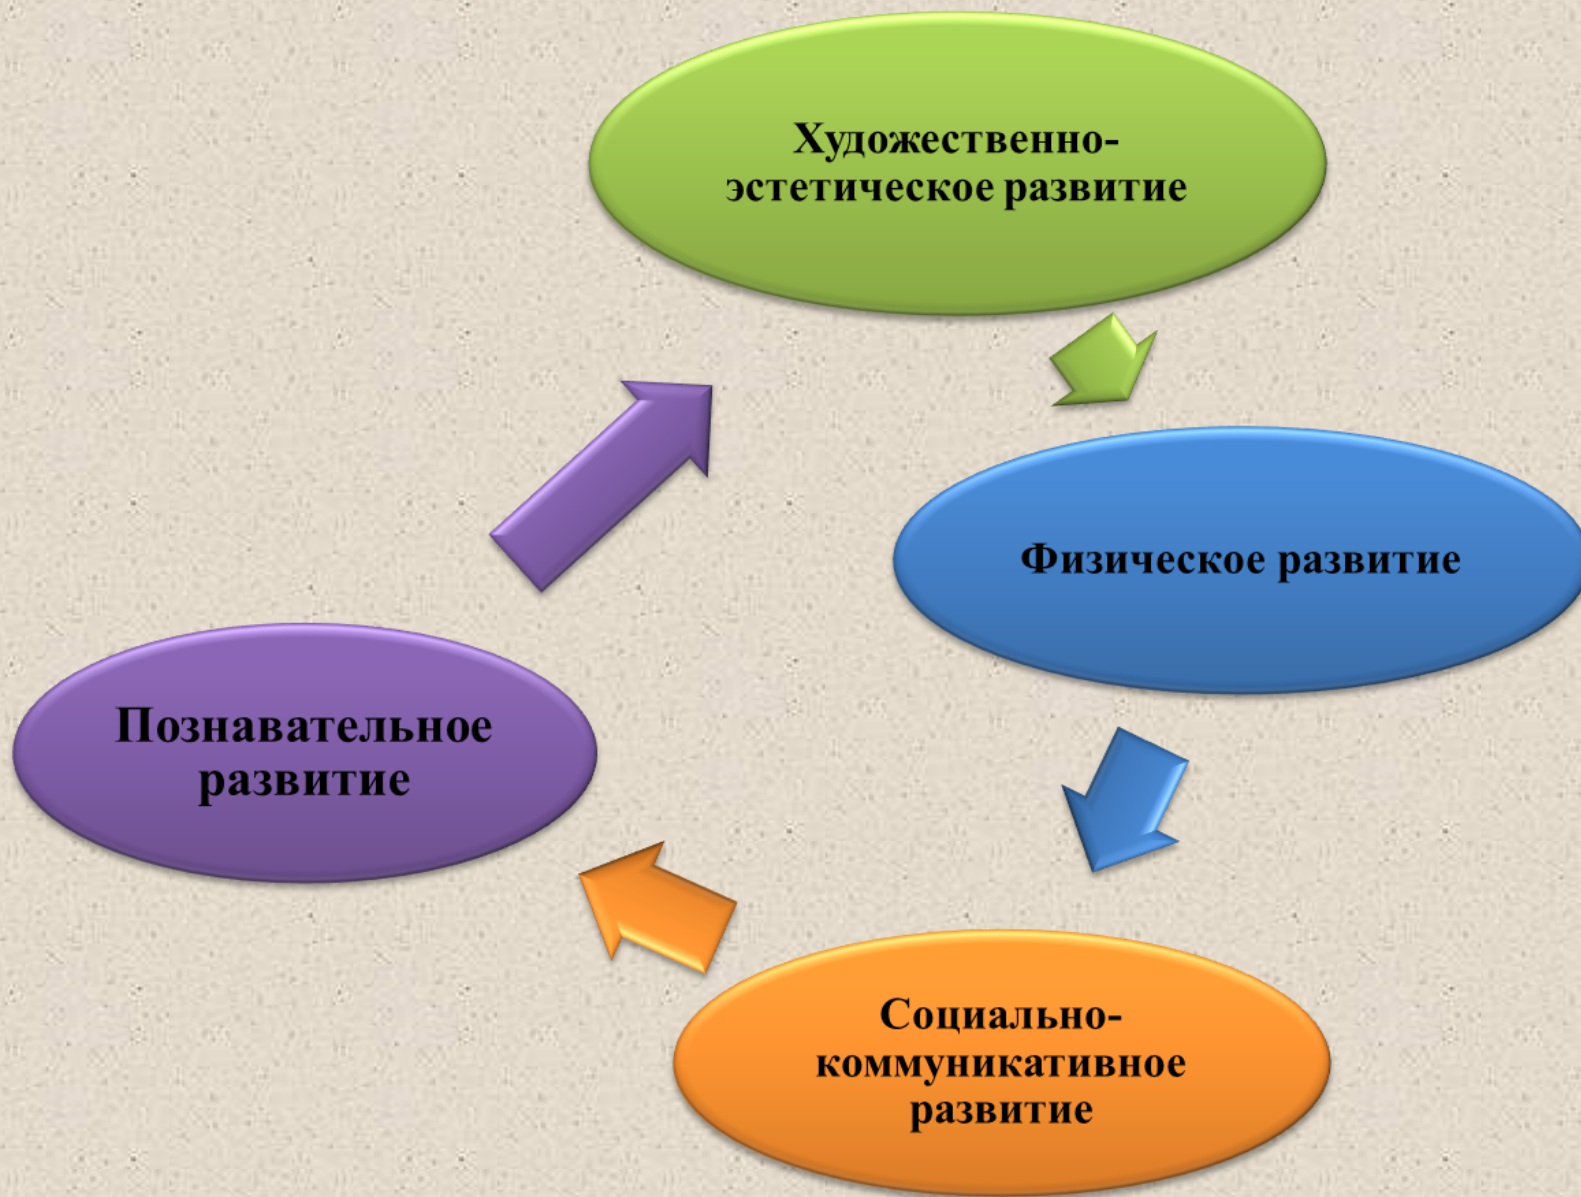 Художественно-
эстетическое развитие
Физическое развитие
Социально-
коммуникативное
развитие
Познавательное
развитие